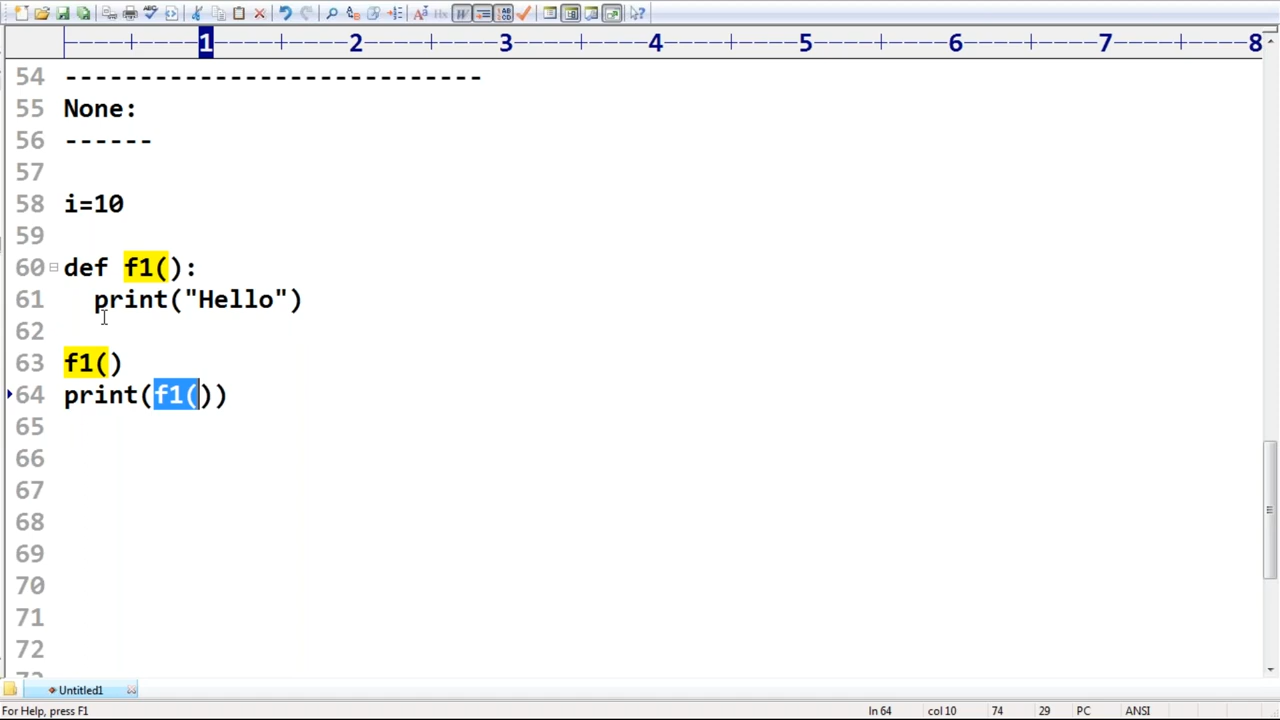 1 2 3 4 5 6 7 8
54 ----------------------------
55 None:
56 ------
57
58 i=10
59
60 def f1():
61 print("Hello")
62
63 f1()
64 print(f1())
65
66
67
68
69
70
71
72
Untitled1
For Help, press F1 ln 64 col 10 74 29 PC ANSI